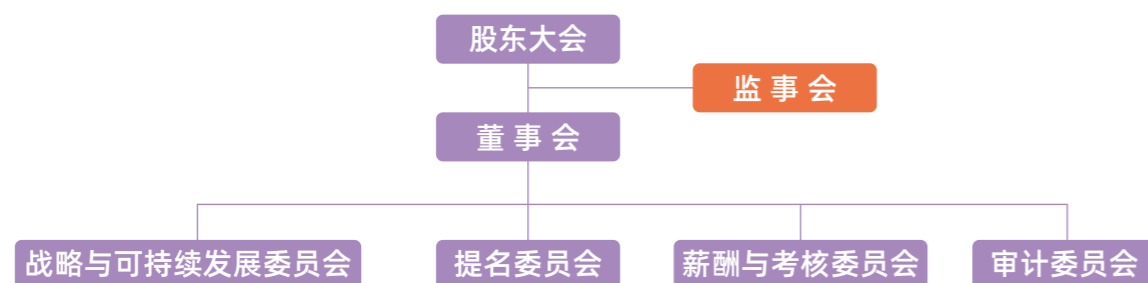 股东大会
监事会
董事会
战略与可持续发展委员会
提名委员会
薪酬与考核委员会
审计委员会